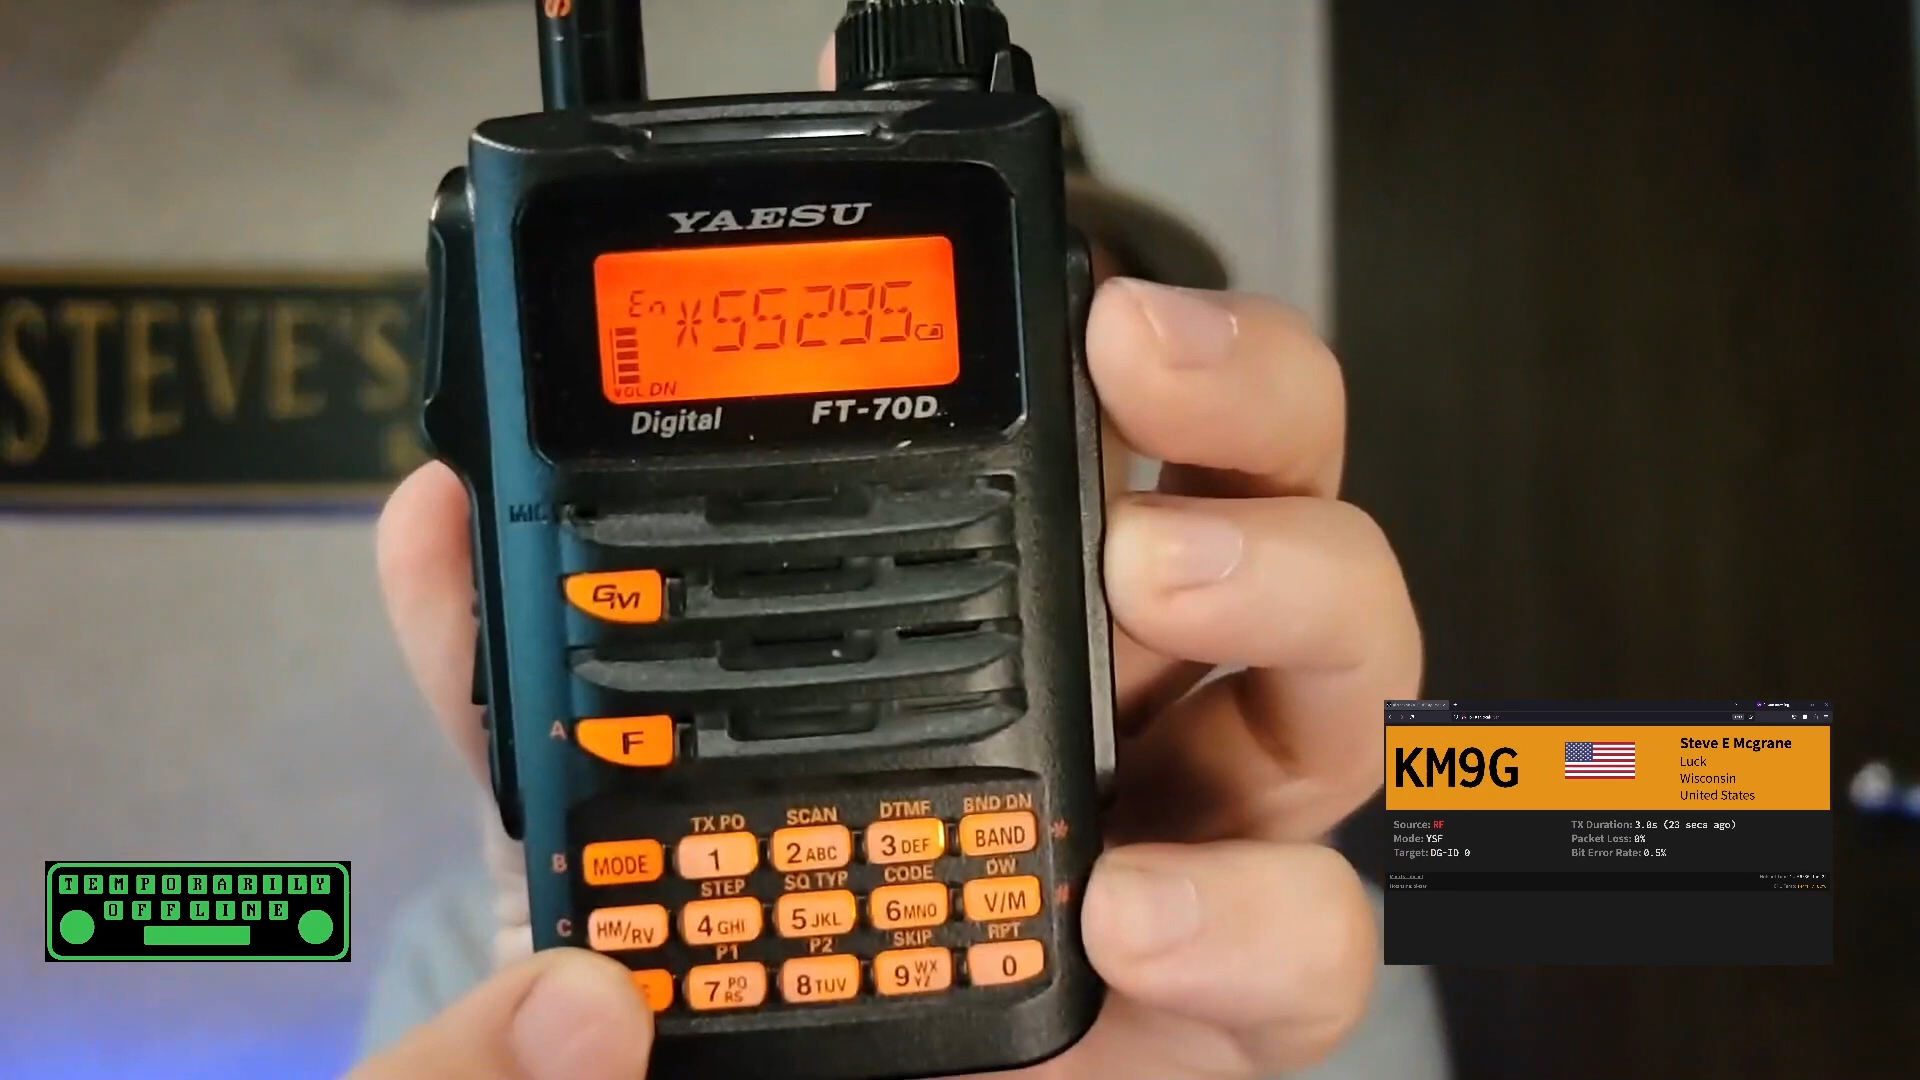 S
YAESU
En *55295
VOL DN
Digital FT-70D
STEVE'S
MIC
GM
A F
TX PO SCAN DTMF BND DN
B MODE 1 2 ABC 3 DEF BAND *
STEP SQ TYP CODE DW
C HM/RV 4 GHI 5 JKL 6 MNO V/M #
P1 P2 SKIP RPT
7 PQ RS 8 TUV 9 WX YZ 0
TEMPORARILY
OFFLINE
KM9G
Steve E Mcgrane
Luck
Wisconsin
United States
Source: RF
Mode: YSF
Target: DG-ID 0
TX Duration: 3.0s (23 secs ago)
Packet Loss: 0%
Bit Error Rate: 0.5%